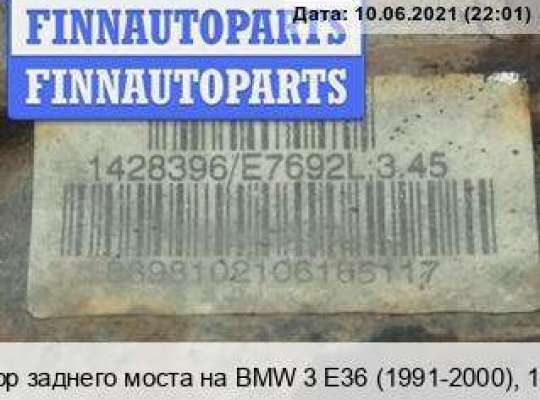 Дата: 10.06.2021 (22:01)
FINNAUTOPARTS
FINNAUTOPARTS
1428396/E7692L 3.45
ор заднего моста на BMW 3 E36 (1991-2000), 1